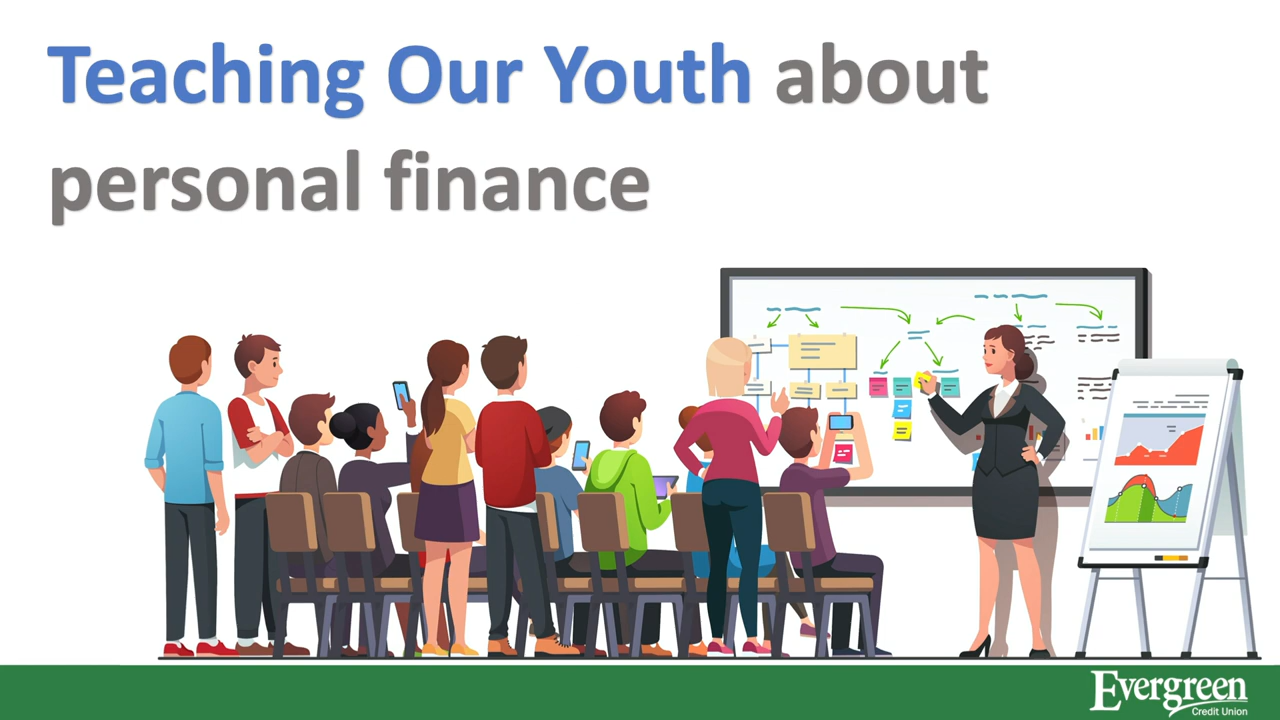 Teaching Our Youth about
personal finance
Evergreen
Credit Union